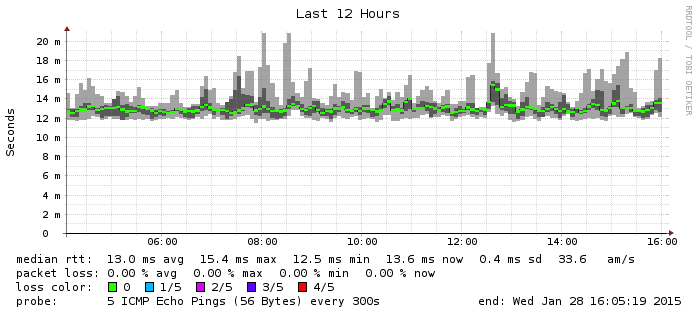 Last 12 Hours
RRDTOOL / TOBI OETIKER
Seconds
20 m
18 m
16 m
14 m
12 m
10 m
8 m
6 m
4 m
2 m
0
06:00 08:00 10:00 12:00 14:00 16:00
median rtt: 13.0 ms avg 15.4 ms max 12.5 ms min 13.6 ms now 0.4 ms sd 33.6 am/s
packet loss: 0.00 % avg 0.00 % max 0.00 % min 0.00 % now
loss color: 0 1/5 2/5 3/5 4/5
probe: 5 ICMP Echo Pings (56 Bytes) every 300s end: Wed Jan 28 16:05:19 2015